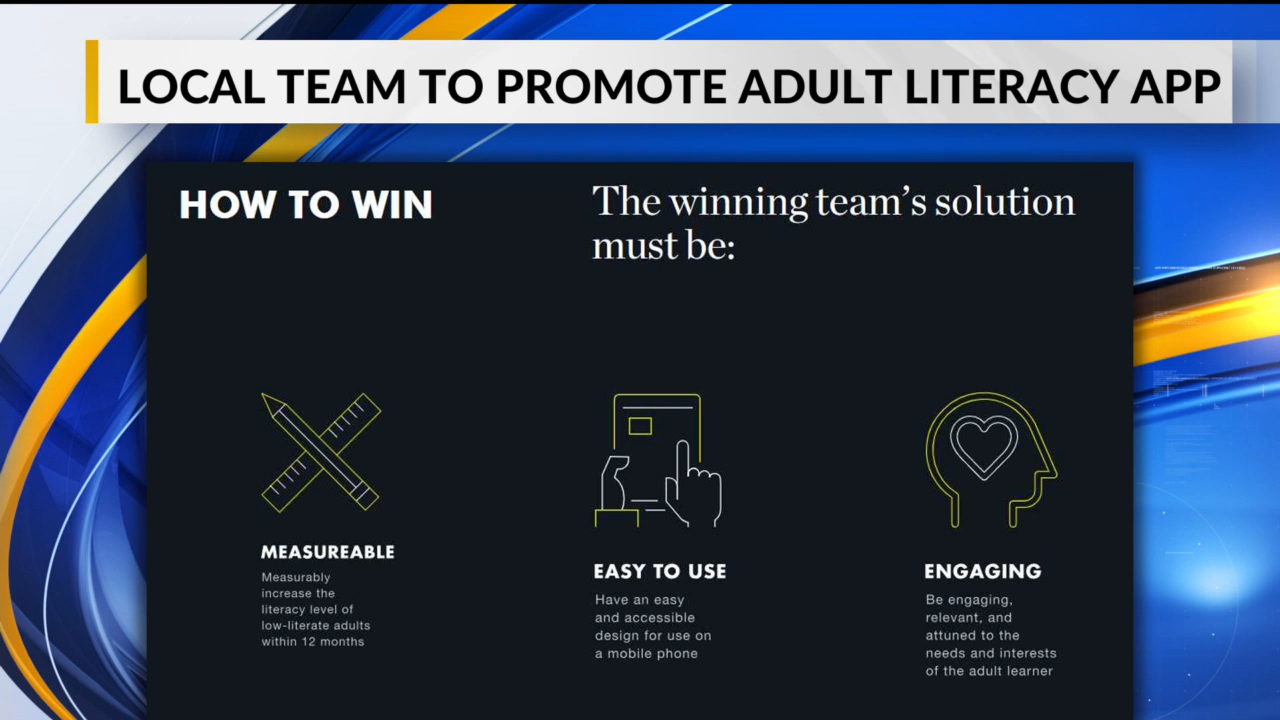 LOCAL TEAM TO PROMOTE ADULT LITERACY APP
HOW TO WIN
The winning team's solution
must be:
MEASUREABLE
Measurably
increase the
literacy level of
low-literate adults
within 12 months
EASY TO USE
Have an easy
and accessible
design for use on
a mobile phone
ENGAGING
Be engaging,
relevant, and
attuned to the
needs and interests
of the adult learner